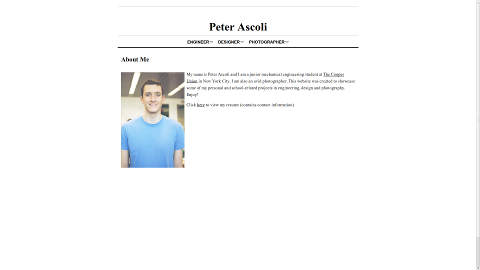 Peter Ascoli
ENGINEER DESIGNER PHOTOGRAPHER
About Me
My name is Peter Ascoli and I am a junior mechanical engineering student at The Cooper
Union in New York City. I am also an avid photographer. This website was created to showcase
some of my personal and school-related projects in engineering, design and photography.
Enjoy!
Click here to view my resume (contains contact information).